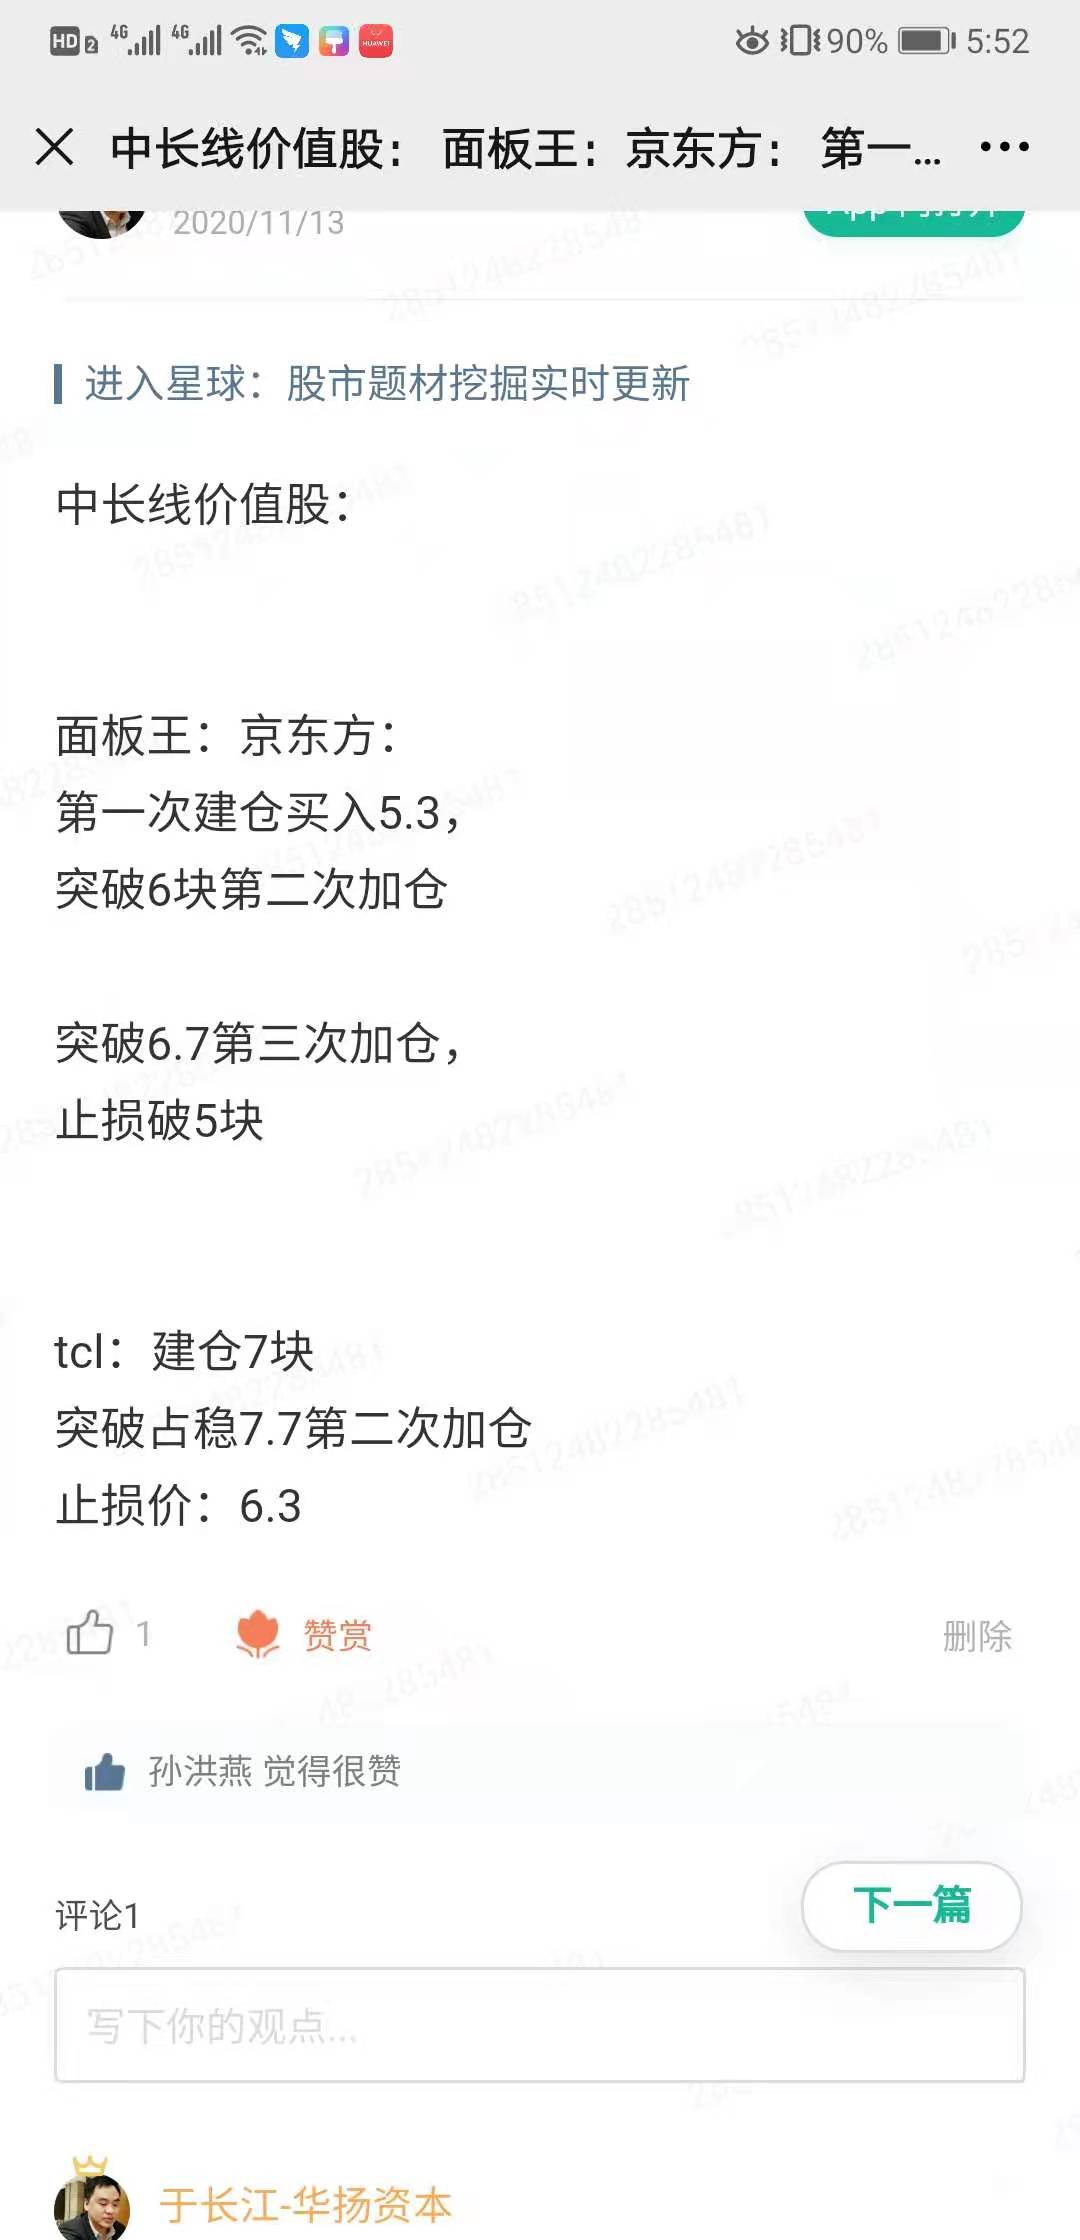 HD 2 4G 4G HUAWEI 90% 5:52
中长线价值股： 面板王：京东方： 第一...
2020/11/13
进入星球：股市题材挖掘实时更新
中长线价值股：
面板王：京东方：
第一次建仓买入5.3，
突破6块第二次加仓
突破6.7第三次加仓，
止损破5块
tcl：建仓7块
突破占稳7.7第二次加仓
止损价：6.3
1 赞赏 删除
孙洪燕 觉得很赞
评论1
下一篇
写下你的观点...
于长江-华扬资本